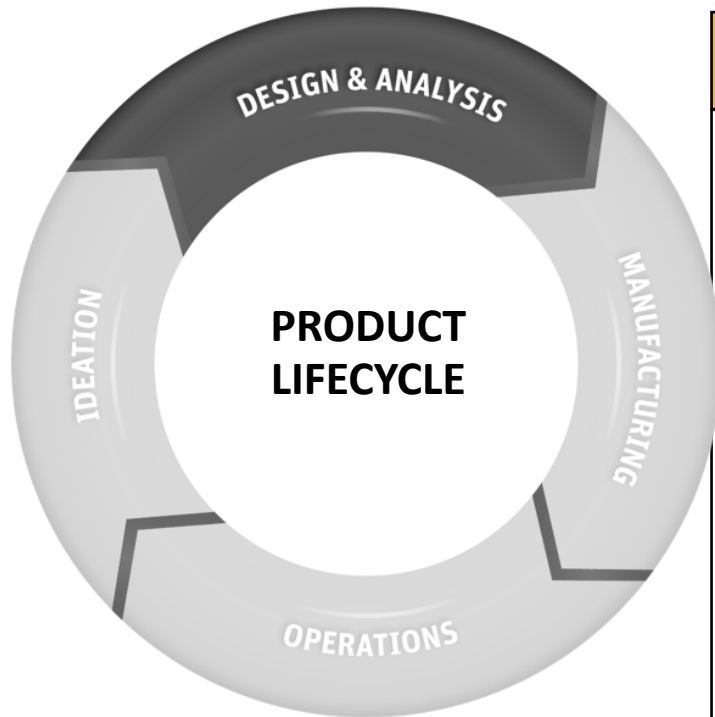 DESIGN & ANALYSIS
MANUFACTURING
IDEATION
PRODUCT
LIFECYCLE
OPERATIONS